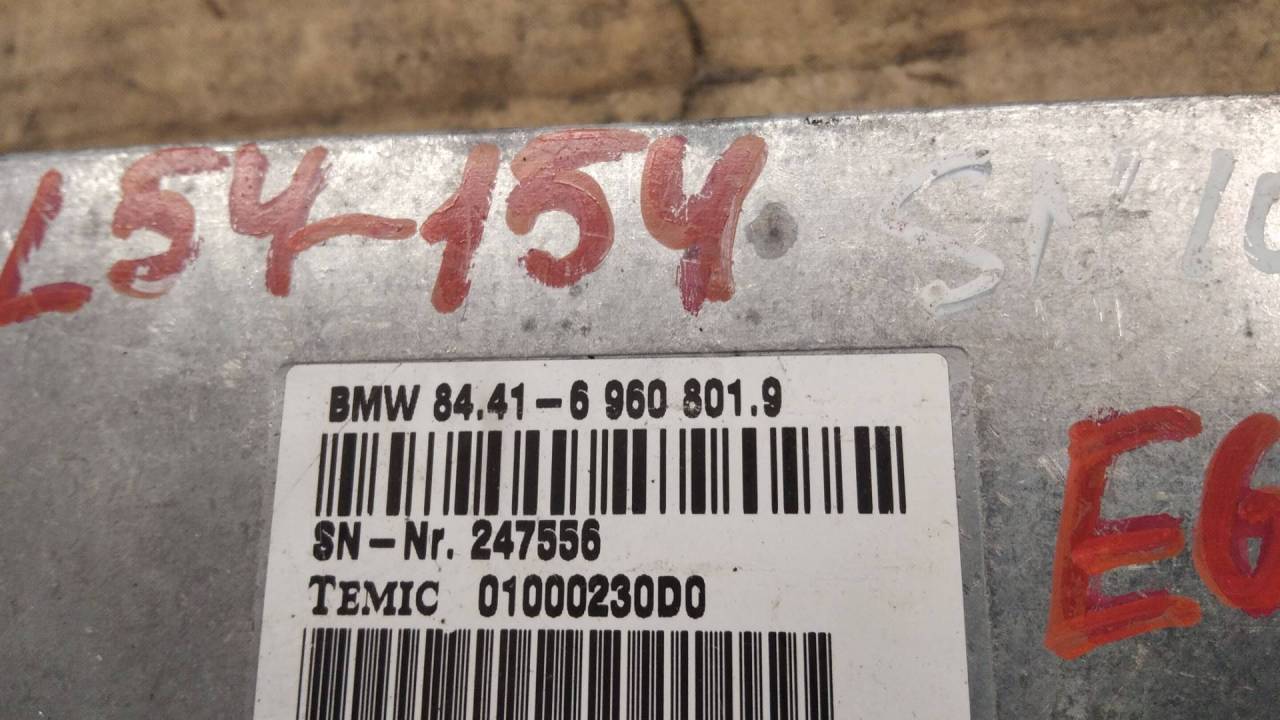 L54-154
BMW 84.41-6 960 801.9
SN-Nr. 247556
TEMIC 01000230D0